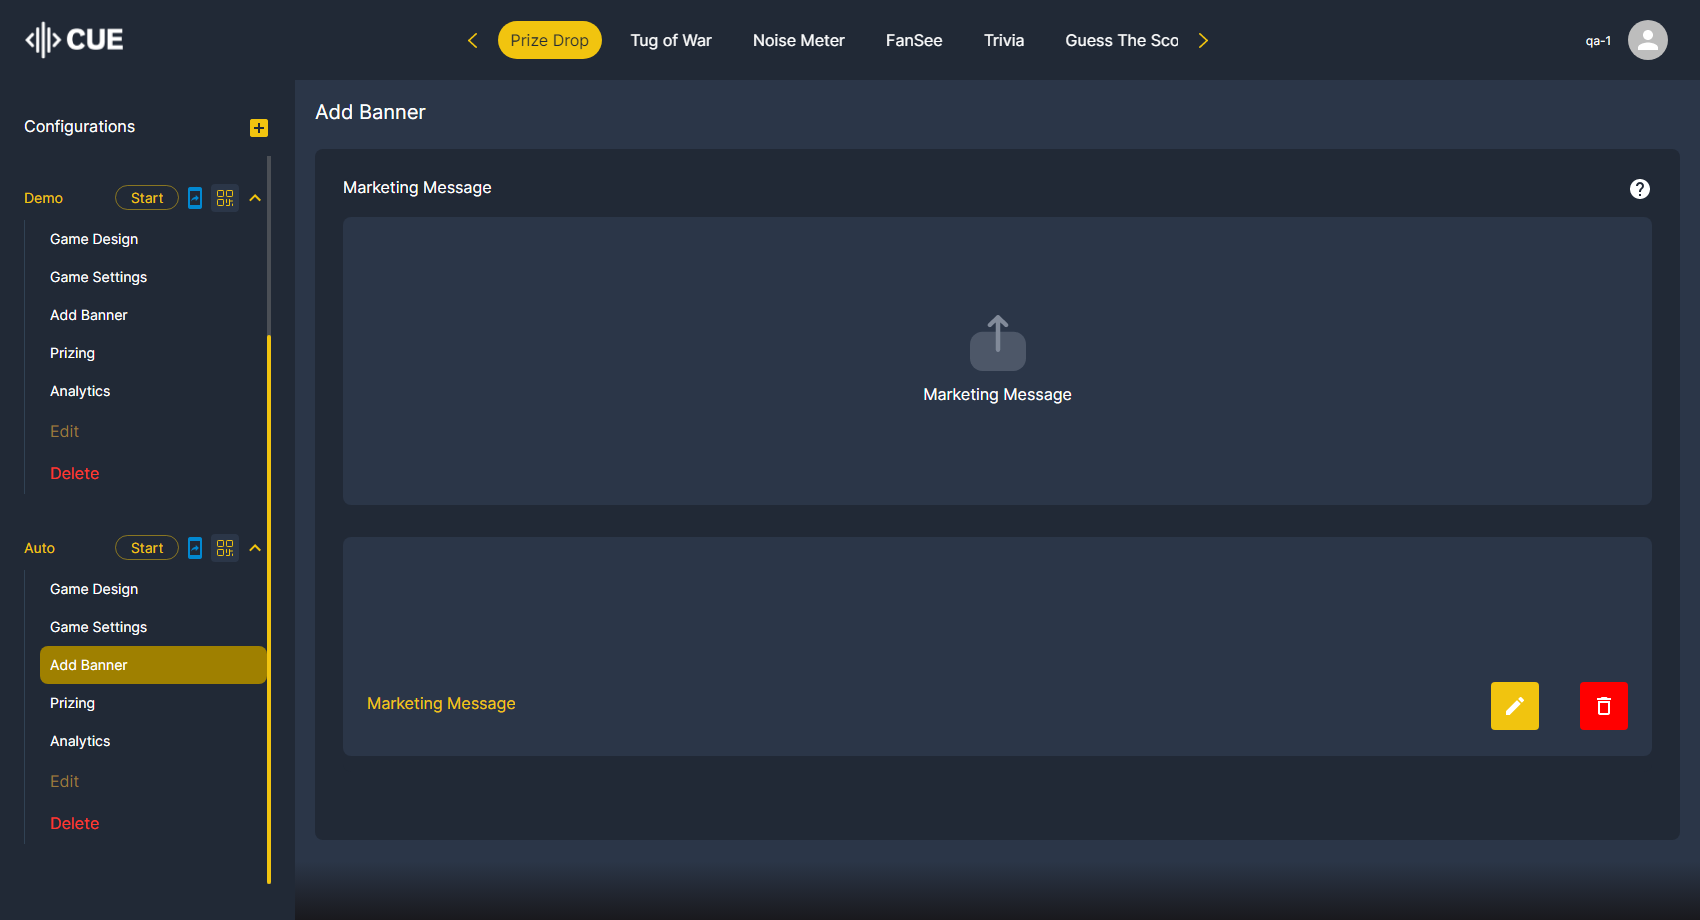 CUE
Prize Drop
Tug of War
Noise Meter
FanSee
Trivia
Guess The Sco
qa-1
Configurations
Demo
Start
Game Design
Game Settings
Add Banner
Prizing
Analytics
Edit
Delete
Auto
Start
Game Design
Game Settings
Add Banner
Prizing
Analytics
Edit
Delete
Add Banner
Marketing Message
?
Marketing Message
Marketing Message